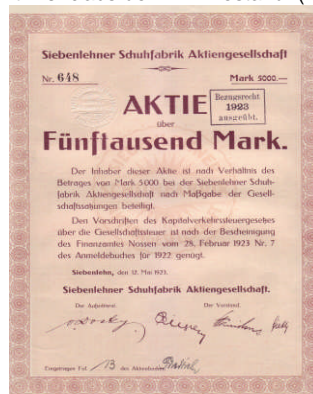 Siebenlehner Schuhfabrik Aktiengesellschaft
Nr. 648
Mark 5000.—
AKTIE
Bezugsrecht
1923
ausgeübt.
über
Fünftausend Mark.
Der Inhaber dieser Aktie ist nach Verhältnis des
Betrages von Mark 5000 bei der Siebenlehner Schuh-
fabrik Aktiengesellschaft nach Maßgabe der Gesell-
schaftssatzungen beteiligt.
Den Vorschriften des Kapitalverkehrssteuergesetzes
über die Gesellschaftssteuer ist nach der Bescheinigung
des Finanzamtes Nossen vom 28. Februar 1923 Nr. 7
des Anmeldebuches für 1922 genügt.
Siebenlehn, den 12. Mai 1923.
Siebenlehner Schuhfabrik Aktiengesellschaft.
Der Aufsichtsrat.
Der Vorstand.
Eingetragen Fol. 13 des Aktienbuches